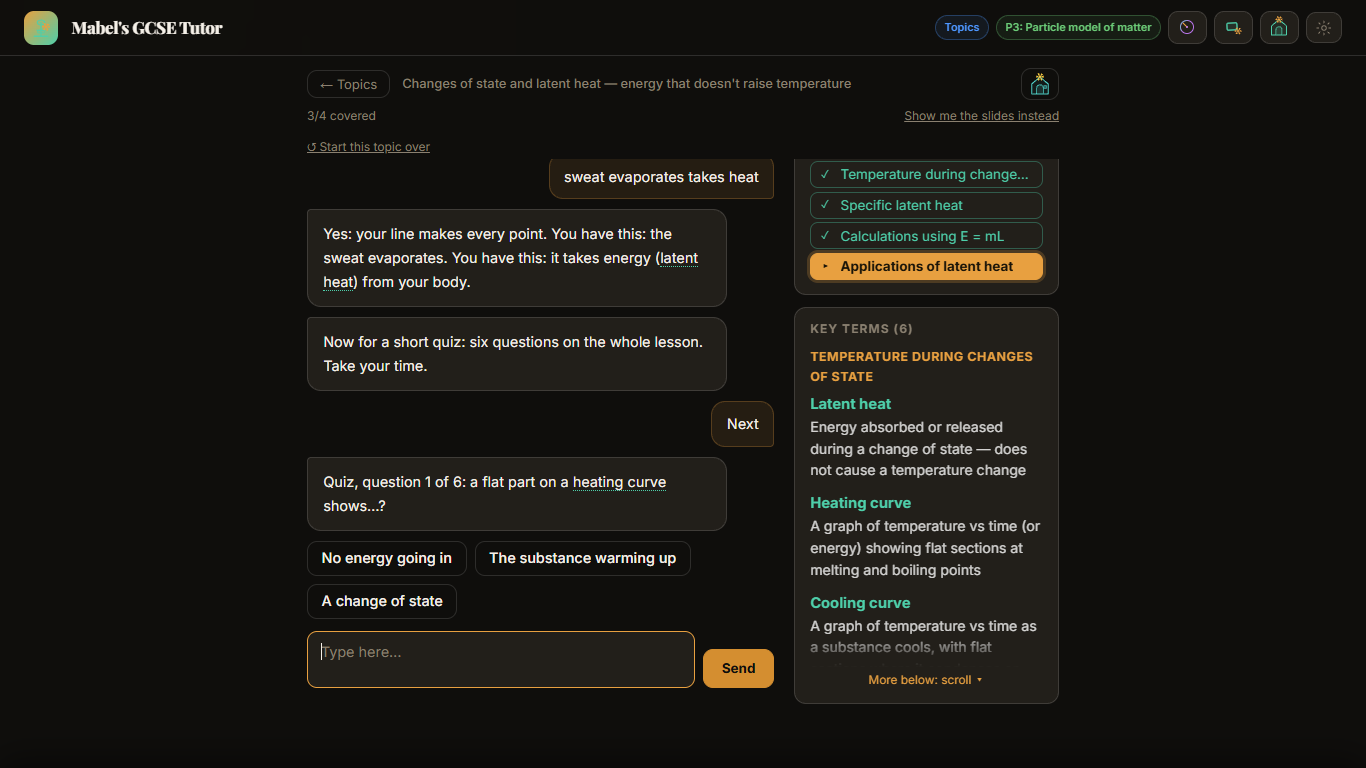 Mabel's GCSE Tutor
Topics
P3: Particle model of matter
← Topics
Changes of state and latent heat — energy that doesn't raise temperature
3/4 covered
Show me the slides instead
↺ Start this topic over
sweat evaporates takes heat
Yes: your line makes every point. You have this: the
sweat evaporates. You have this: it takes energy (latent
heat) from your body.
Now for a short quiz: six questions on the whole lesson.
Take your time.
Next
Quiz, question 1 of 6: a flat part on a heating curve
shows...?
No energy going in
The substance warming up
A change of state
Type here...
Send
✓ Temperature during change...
✓ Specific latent heat
✓ Calculations using E = mL
▸ Applications of latent heat
KEY TERMS (6)
TEMPERATURE DURING CHANGES
OF STATE
Latent heat
Energy absorbed or released
during a change of state — does
not cause a temperature change
Heating curve
A graph of temperature vs time (or
energy) showing flat sections at
melting and boiling points
Cooling curve
A graph of temperature vs time as
a substance cools, with flat
More below: scroll ▾